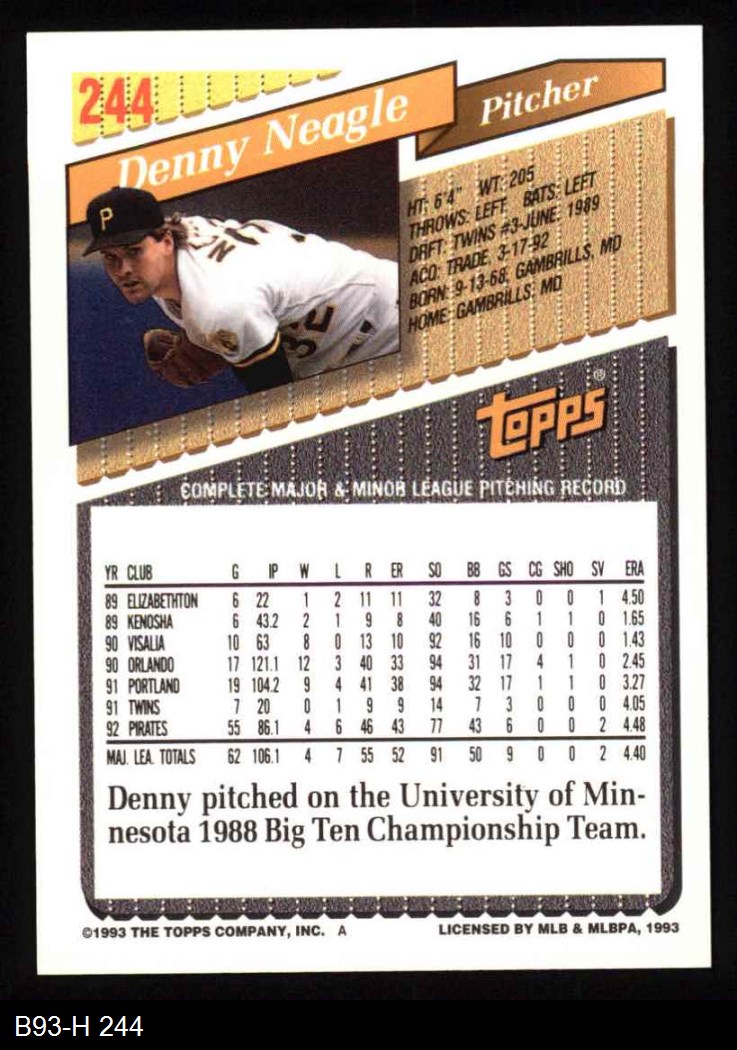 244
Denny Neagle
Pitcher
HT: 6'4" WT: 205
THROWS: LEFT BATS: LEFT
DRFT: TWINS #3-JUNE, 1989
ACQ: TRADE, 3-17-92
BORN: 9-13-68, GAMBRILLS, MD
HOME: GAMBRILLS, MD
P
32
topps®
COMPLETE MAJOR & MINOR LEAGUE PITCHING RECORD
YR CLUB G IP W L R ER SO BB GS CG SHO SV ERA
89 ELIZABETHTON 6 22 1 2 11 11 32 8 3 0 0 1 4.50
89 KENOSHA 6 43.2 2 1 9 8 40 16 6 1 1 0 1.65
90 VISALIA 10 63 8 0 13 10 92 16 10 0 0 0 1.43
90 ORLANDO 17 121.1 12 3 40 33 94 31 17 4 1 0 2.45
91 PORTLAND 19 104.2 9 4 41 38 94 32 17 1 1 0 3.27
91 TWINS 7 20 0 1 9 9 14 7 3 0 0 0 4.05
92 PIRATES 55 86.1 4 6 46 43 77 43 6 0 0 2 4.48
MAJ. LEA. TOTALS 62 106.1 4 7 55 52 91 50 9 0 0 2 4.40
Denny pitched on the University of Min-
nesota 1988 Big Ten Championship Team.
©1993 THE TOPPS COMPANY, INC. A
LICENSED BY MLB & MLBPA, 1993
B93-H 244